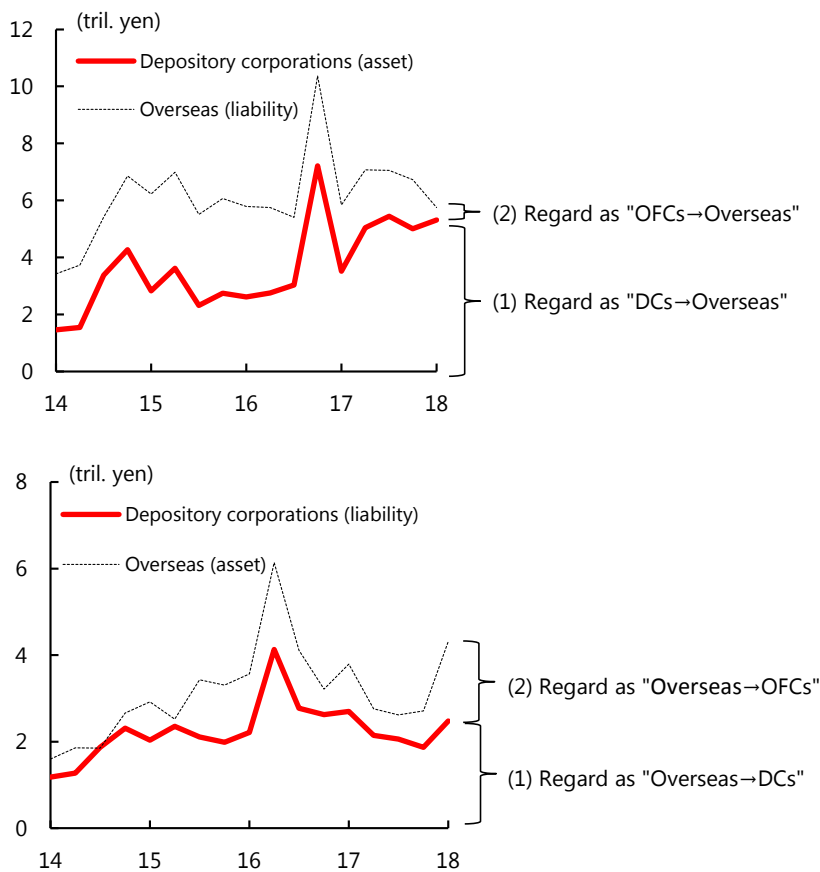 (tril. yen)
12
10
8
6
4
2
0
Depository corporations (asset)
Overseas (liability)
(2) Regard as "OFCs→Overseas"
(1) Regard as "DCs→Overseas"
14 15 16 17 18
(tril. yen)
8
6
4
2
0
Depository corporations (liability)
Overseas (asset)
(2) Regard as "Overseas→OFCs"
(1) Regard as "Overseas→DCs"
14 15 16 17 18